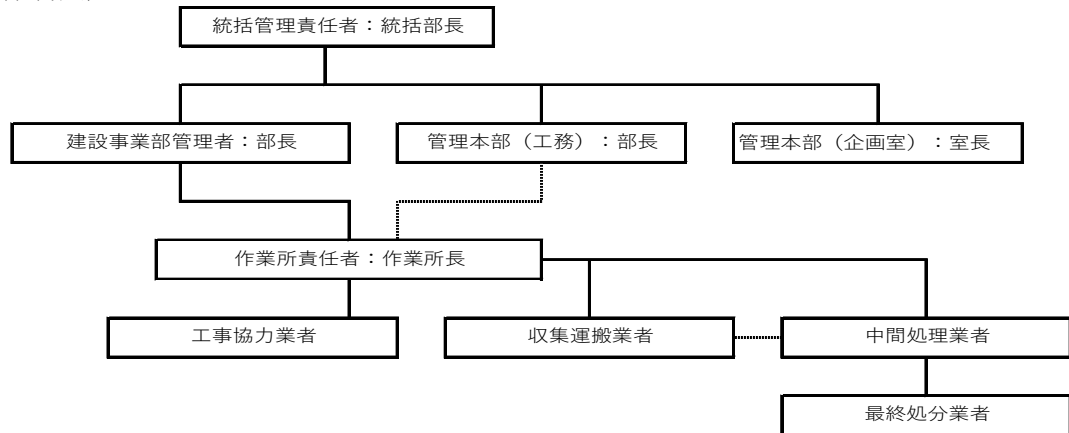 統括管理責任者：統括部長
建設事業部管理者：部長
管理本部（工務）：部長
管理本部（企画室）：室長
作業所責任者：作業所長
工事協力業者
収集運搬業者
中間処理業者
最終処分業者